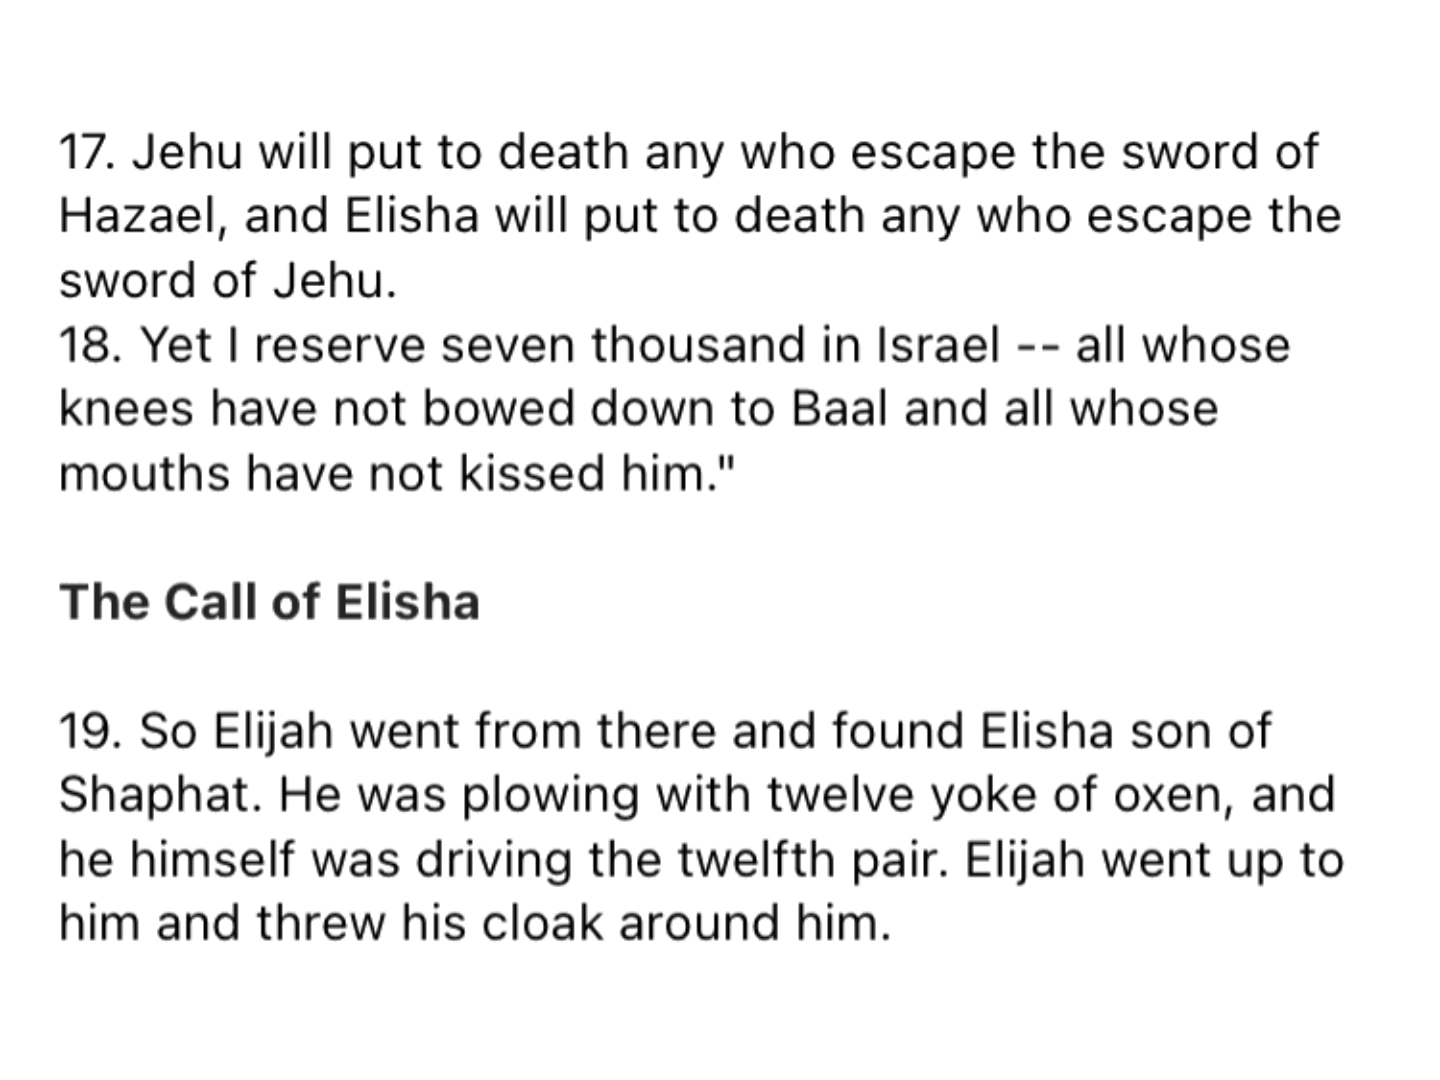 17. Jehu will put to death any who escape the sword of
Hazael, and Elisha will put to death any who escape the
sword of Jehu.
18. Yet I reserve seven thousand in Israel -- all whose
knees have not bowed down to Baal and all whose
mouths have not kissed him."
The Call of Elisha
19. So Elijah went from there and found Elisha son of
Shaphat. He was plowing with twelve yoke of oxen, and
he himself was driving the twelfth pair. Elijah went up to
him and threw his cloak around him.